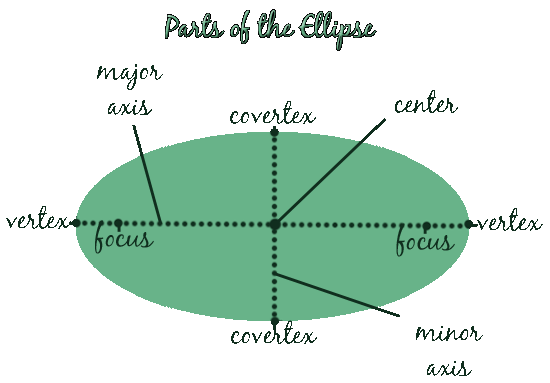 Parts of the Ellipse
major
axis
covertex
center
vertex
focus
focus
vertex
covertex
minor
axis